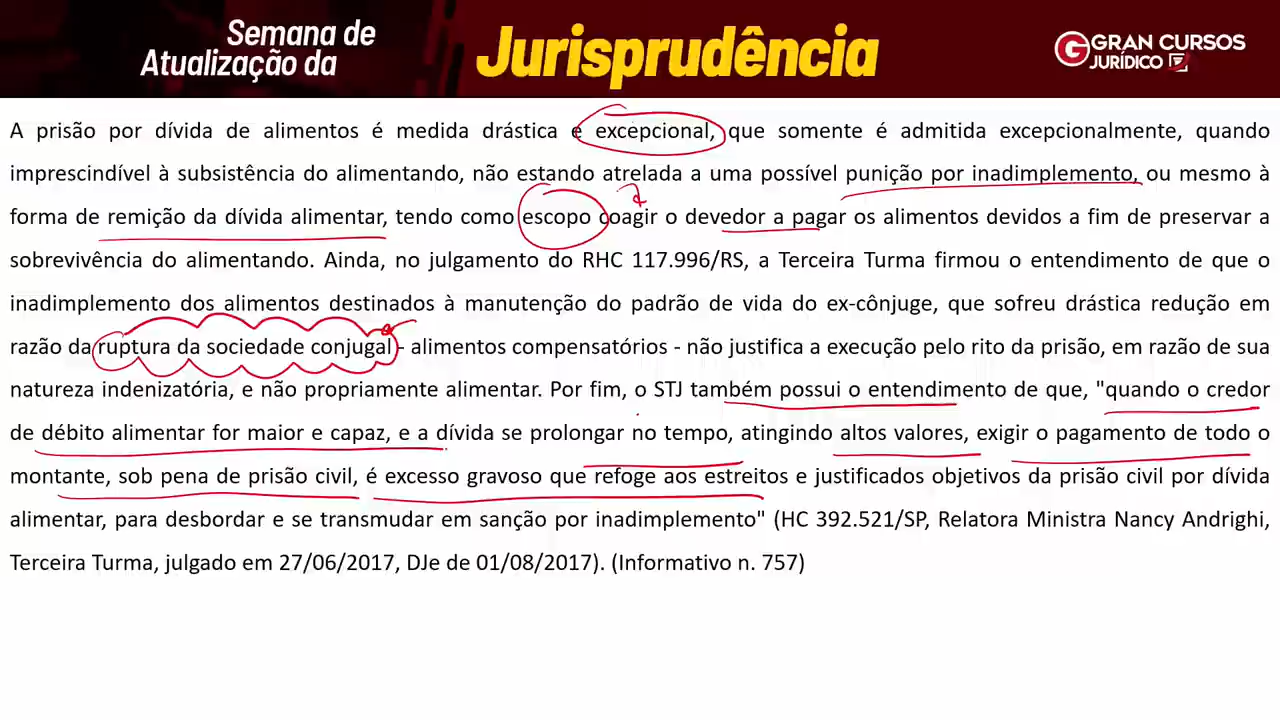 Semana de
Atualização da
Jurisprudência
GRAN CURSOS
JURÍDICO
A prisão por dívida de alimentos é medida drástica e excepcional, que somente é admitida excepcionalmente, quando
imprescindível à subsistência do alimentando, não estando atrelada a uma possível punição por inadimplemento, ou mesmo à
forma de remição da dívida alimentar, tendo como escopo coagir o devedor a pagar os alimentos devidos a fim de preservar a
sobrevivência do alimentando. Ainda, no julgamento do RHC 117.996/RS, a Terceira Turma firmou o entendimento de que o
inadimplemento dos alimentos destinados à manutenção do padrão de vida do ex-cônjuge, que sofreu drástica redução em
razão da ruptura da sociedade conjugal - alimentos compensatórios - não justifica a execução pelo rito da prisão, em razão de sua
natureza indenizatória, e não propriamente alimentar. Por fim, o STJ também possui o entendimento de que, "quando o credor
de débito alimentar for maior e capaz, e a dívida se prolongar no tempo, atingindo altos valores, exigir o pagamento de todo o
montante, sob pena de prisão civil, é excesso gravoso que refoge aos estreitos e justificados objetivos da prisão civil por dívida
alimentar, para desbordar e se transmudar em sanção por inadimplemento" (HC 392.521/SP, Relatora Ministra Nancy Andrighi,
Terceira Turma, julgado em 27/06/2017, DJe de 01/08/2017). (Informativo n. 757)